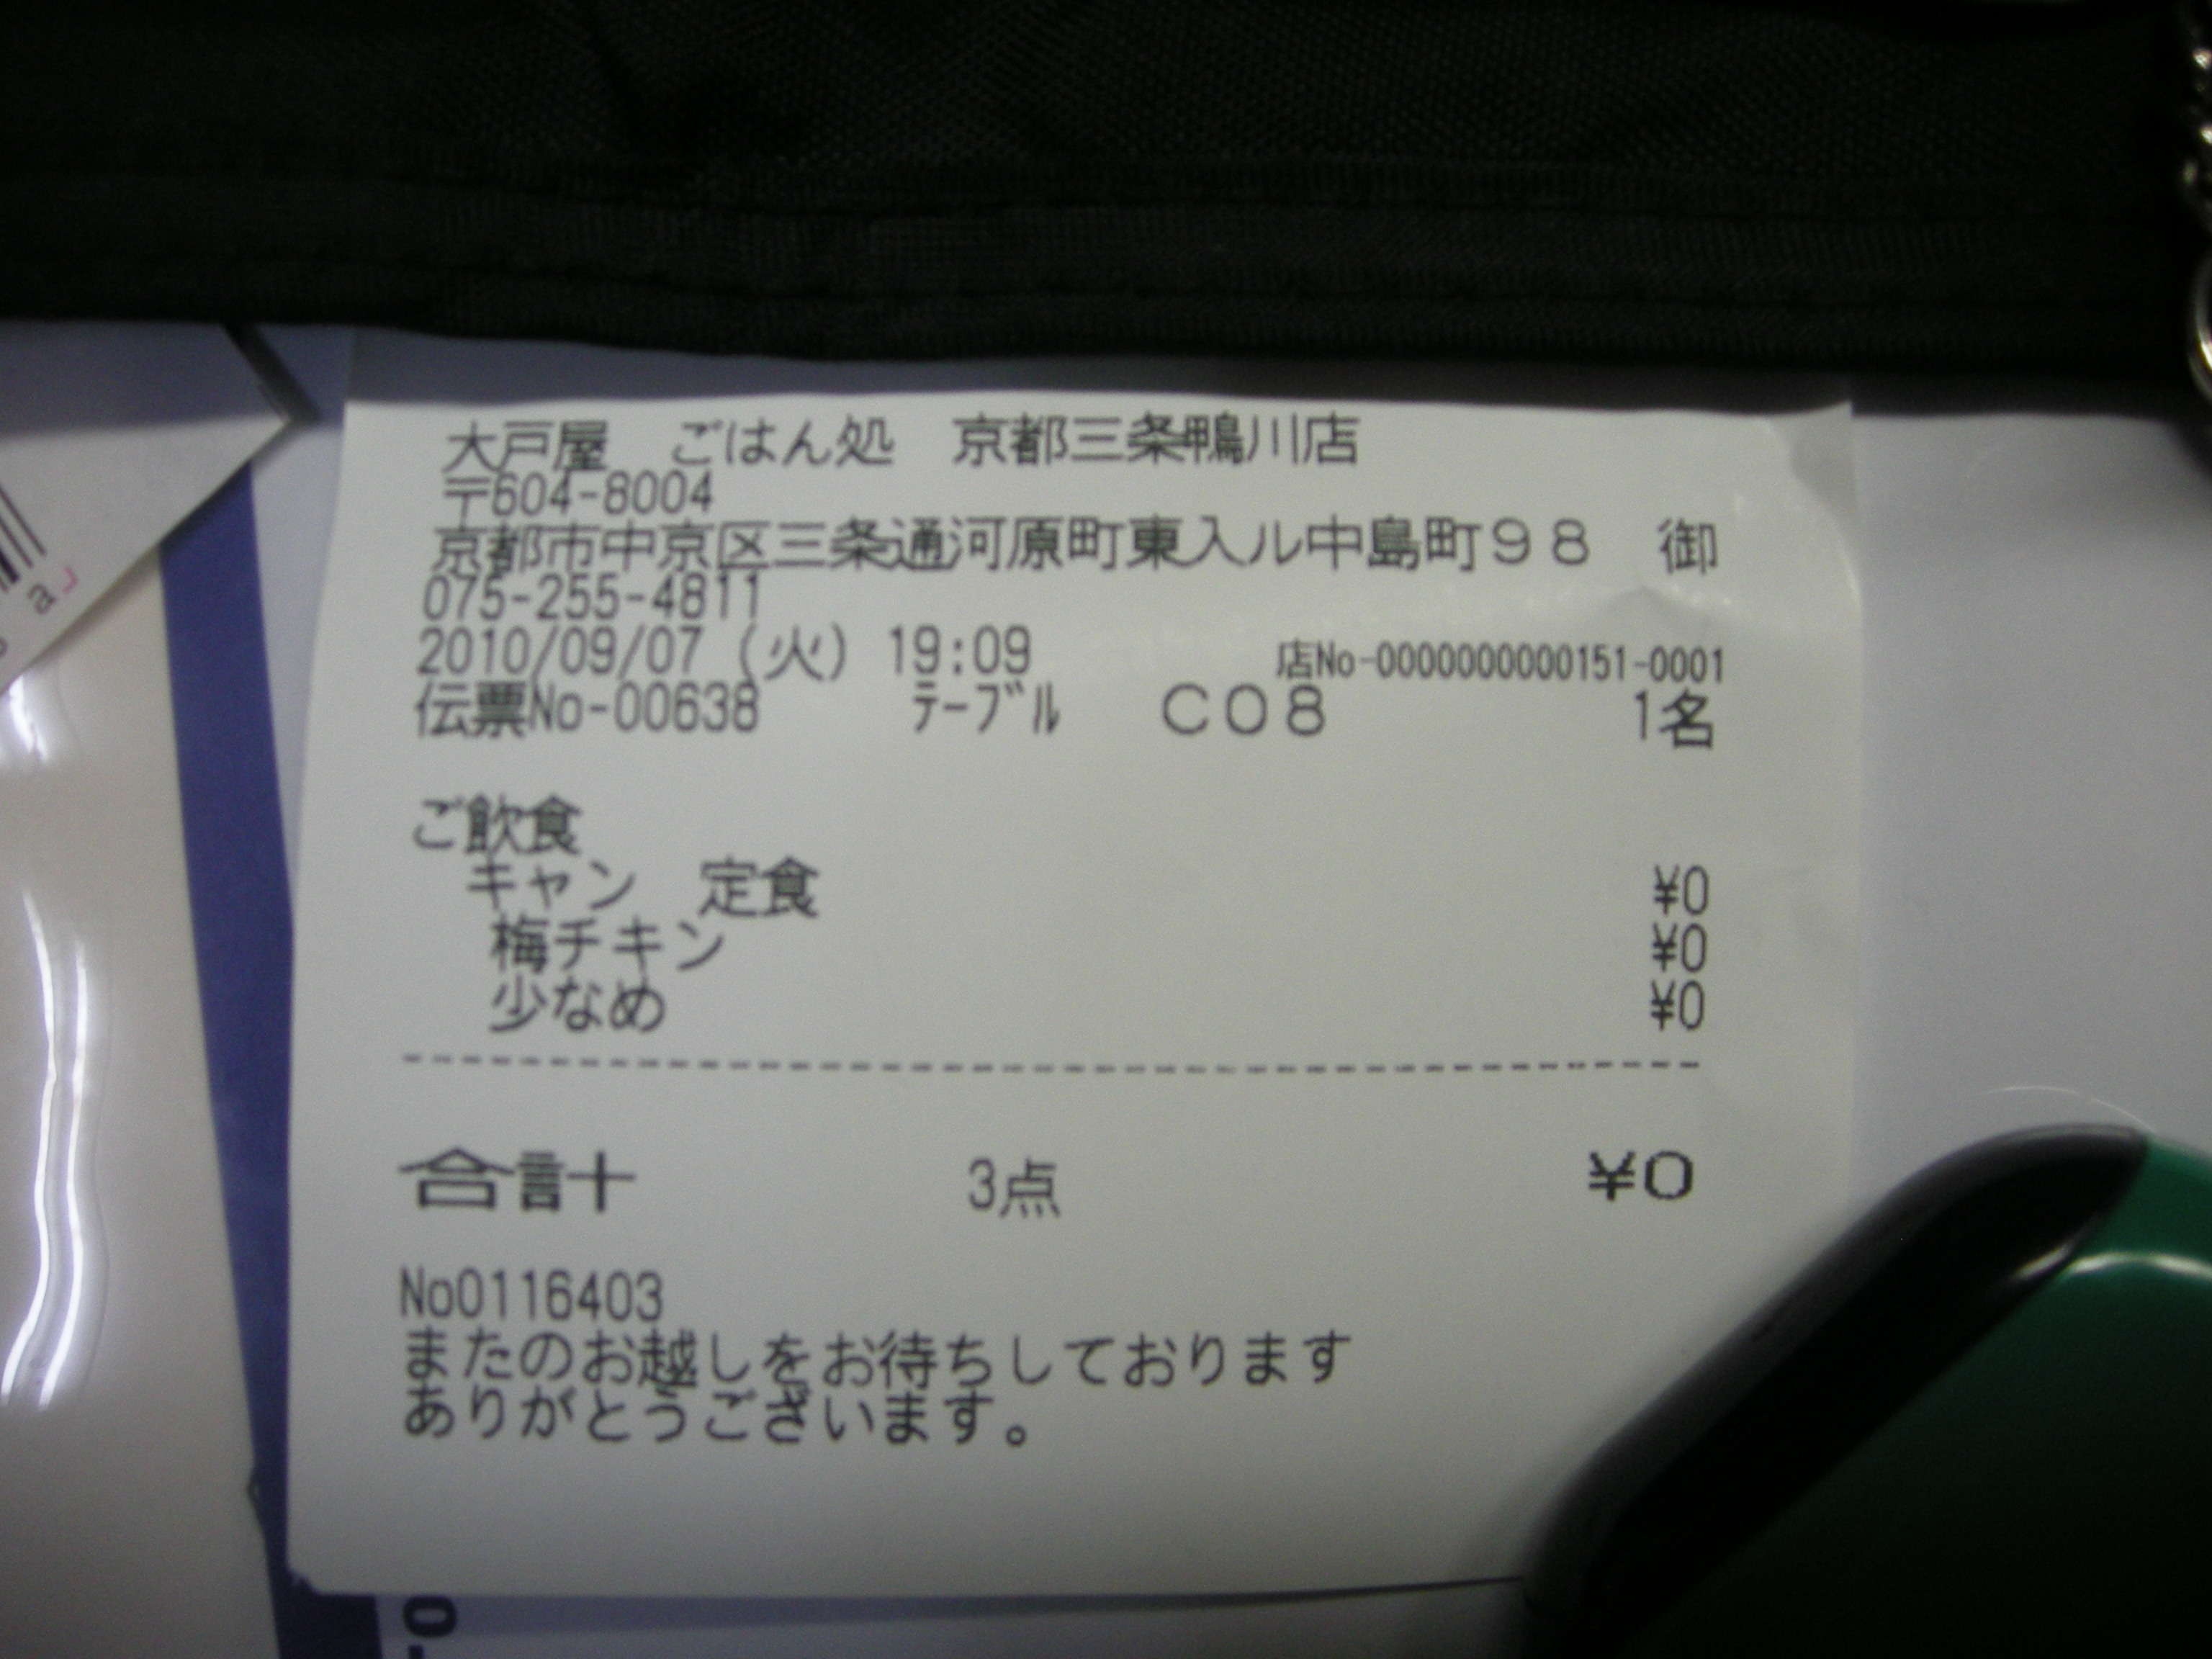 大戸屋　ごはん処　京都三条鴨川店
〒604-8004
京都市中京区三条通河原町東入ル中島町９８　御
075-255-4811
2010/09/07 (火) 19:09 店No-0000000000151-0001
伝票No-00638 ﾃｰﾌﾞﾙ Ｃ０８ 1名
ご飲食
キャン　定食 ¥0
梅チキン ¥0
少なめ ¥0
合計 3点 ¥0
No0116403
またのお越しをお待ちしております
ありがとうございます。